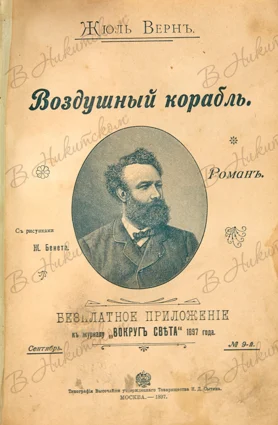 Жюль Вернъ.
Воздушный корабль.
Романъ.
Съ рисунками
Ж. Бенета.
БЕЗПЛАТНОЕ ПРИЛОЖЕНІЕ
къ журналу „ВОКРУГЪ СВѢТА" 1897 года.
Сентябрь.
№ 9-й.
Типографія Высочайше утвержденнаго Товарищества И. Д. Сытина.
МОСКВА.—1897.
В. Никитский